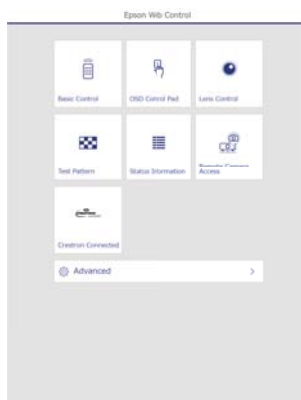 Epson Web Control
Basic Control
OSD Control Pad
Lens Control
Test Pattern
Status Information
Remote Camera
Access
Crestron Connected
Advanced